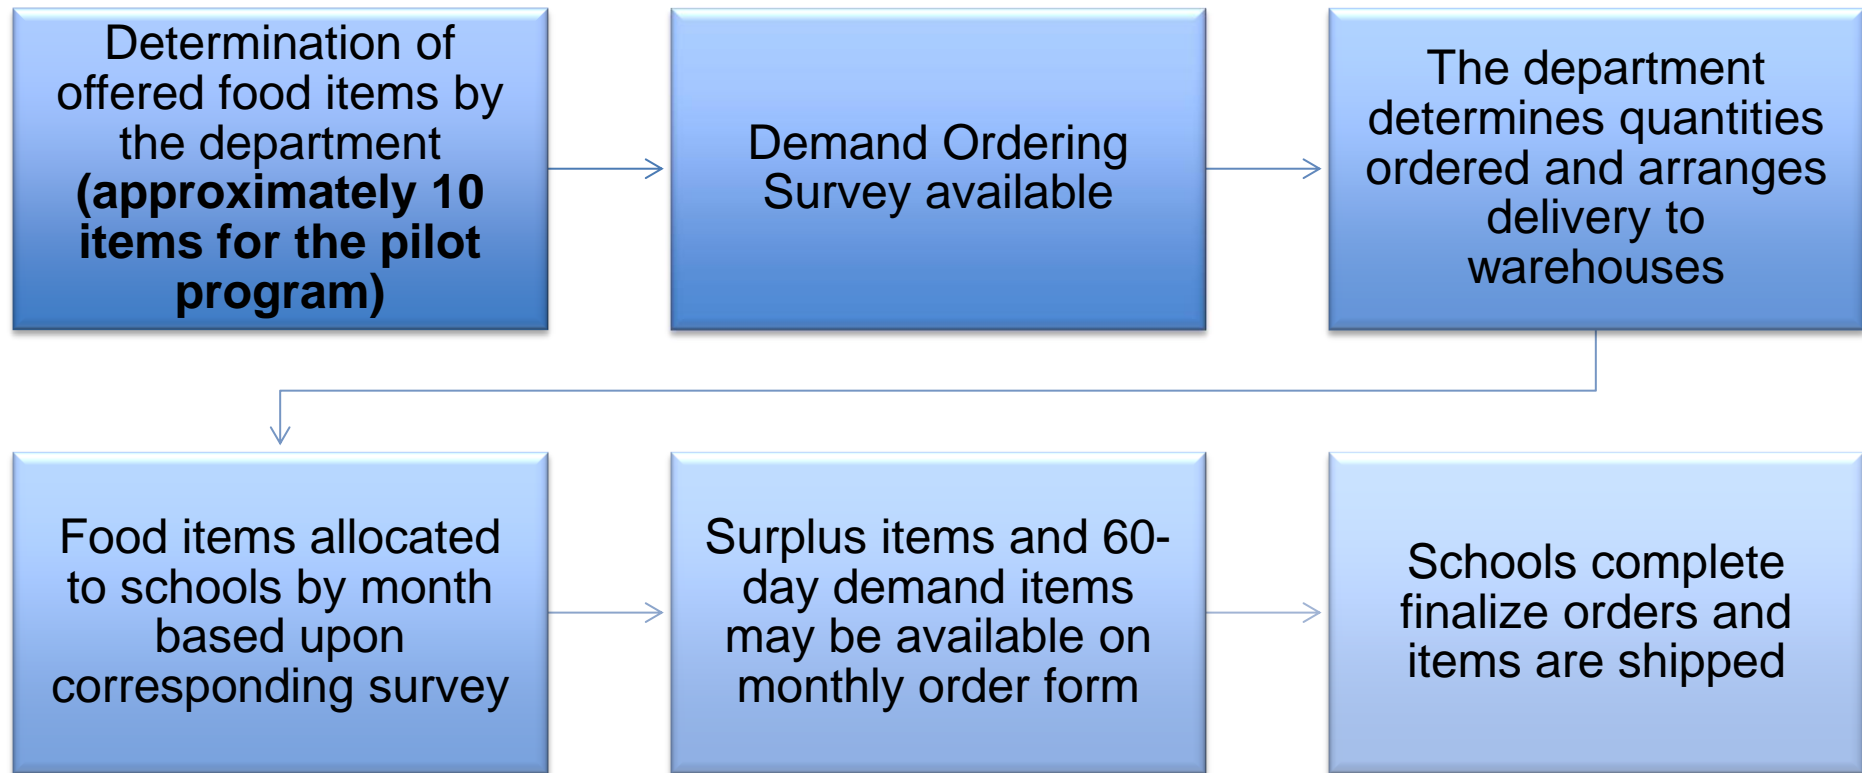 Determination of
offered food items by
the department
(approximately 10
items for the pilot
program)
Demand Ordering
Survey available
The department
determines quantities
ordered and arranges
delivery to
warehouses
Food items allocated
to schools by month
based upon
corresponding survey
Surplus items and 60-
day demand items
may be available on
monthly order form
Schools complete
finalize orders and
items are shipped